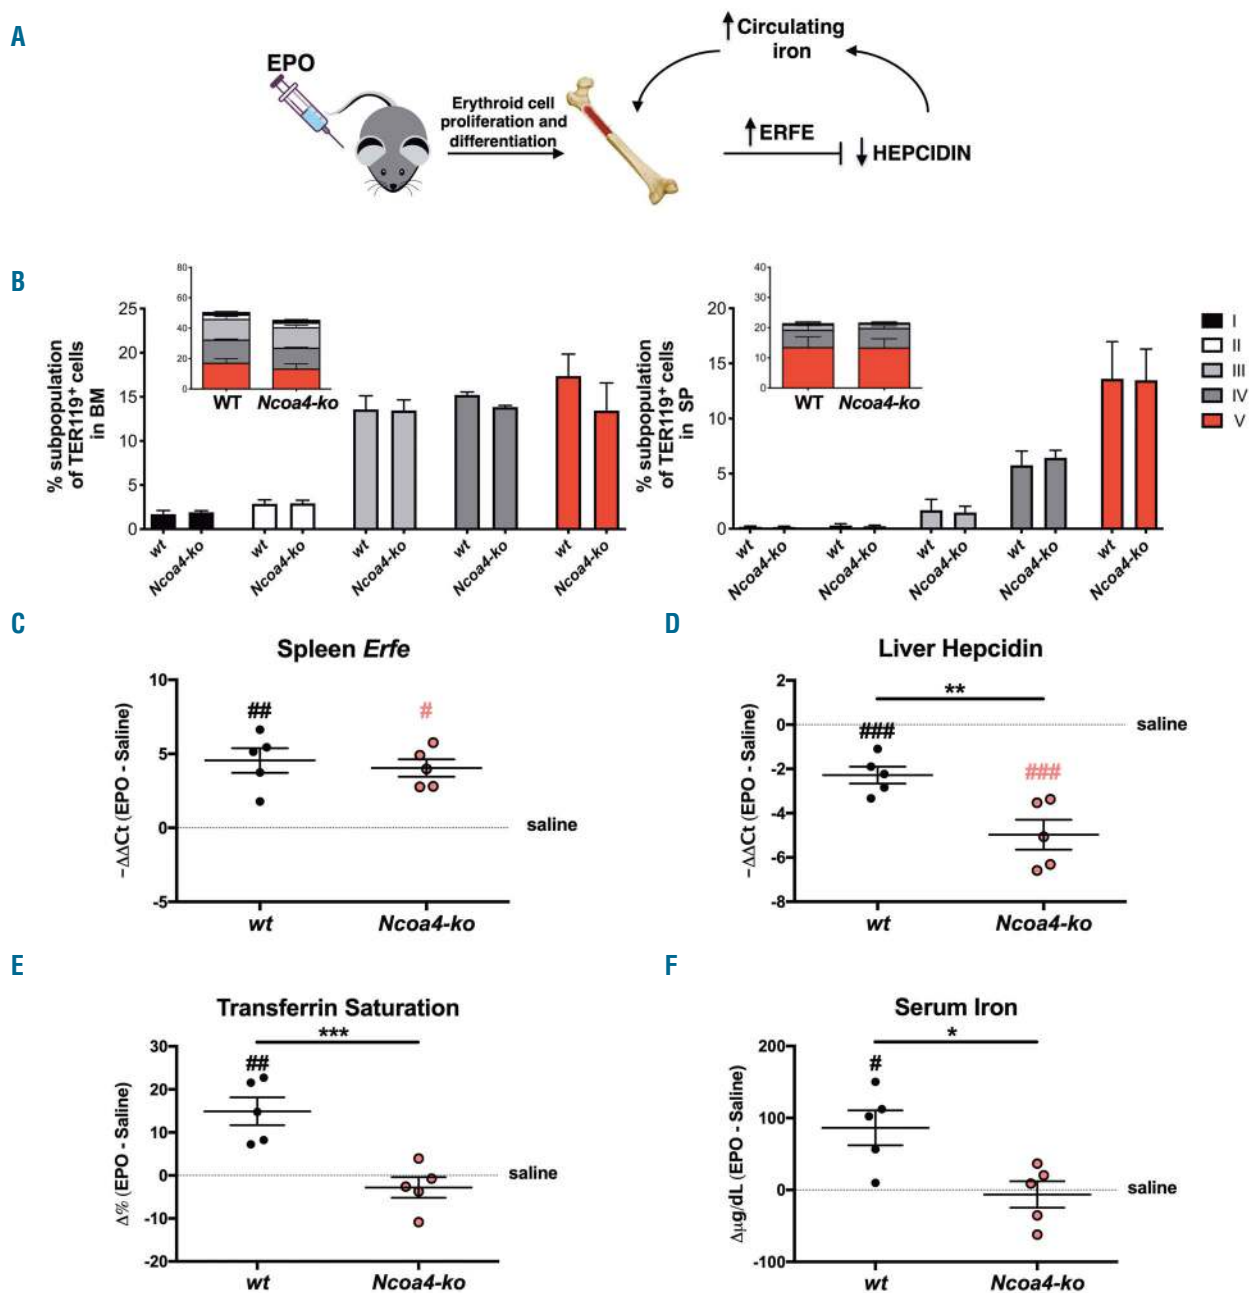 A
EPO
Erythroid cell
proliferation and
differentiation
↑ Circulating
iron
↑ERFE
↓ HEPCIDIN
B
% subpopulation
of TER119⁺ cells
in BM
25
20
15
10
5
0
80
60
40
20
0
WT Ncoa4-ko
wt Ncoa4-ko wt Ncoa4-ko wt Ncoa4-ko wt Ncoa4-ko wt Ncoa4-ko
% subpopulation
of TER119⁺ cells
in SP
20
15
10
5
0
40
30
20
10
0
WT Ncoa4-ko
wt Ncoa4-ko wt Ncoa4-ko wt Ncoa4-ko wt Ncoa4-ko wt Ncoa4-ko
I
II
III
IV
V
C
Spleen Erfe
−ΔΔCt (EPO - Saline)
10
5
0
-5
##
#
saline
wt Ncoa4-ko
D
Liver Hepcidin
−ΔΔCt (EPO - Saline)
2
0
-2
-4
-6
-8
**
###
###
saline
wt Ncoa4-ko
E
Transferrin Saturation
Δ% (EPO - Saline)
30
20
10
0
-10
-20
***
##
saline
wt Ncoa4-ko
F
Serum Iron
Δµg/dL (EPO - Saline)
200
100
0
-100
*
#
saline
wt Ncoa4-ko